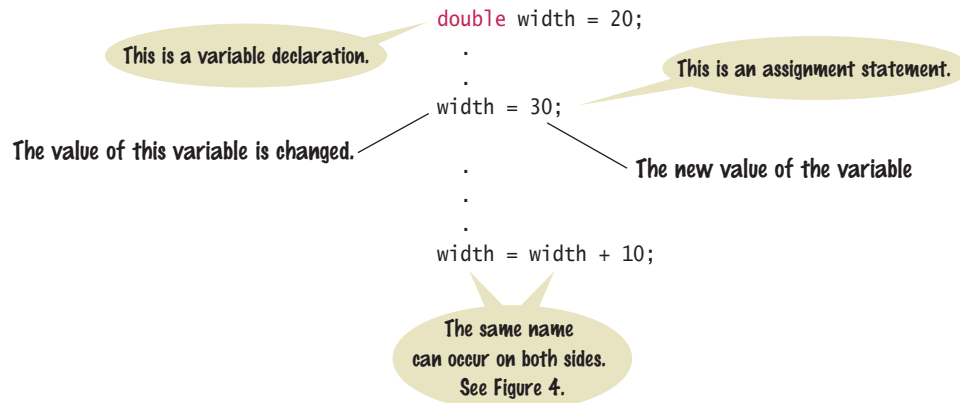 double width = 20;
This is a variable declaration.
.
.
This is an assignment statement.
width = 30;
The value of this variable is changed.
The new value of the variable
.
.
.
width = width + 10;
The same name
can occur on both sides.
See Figure 4.